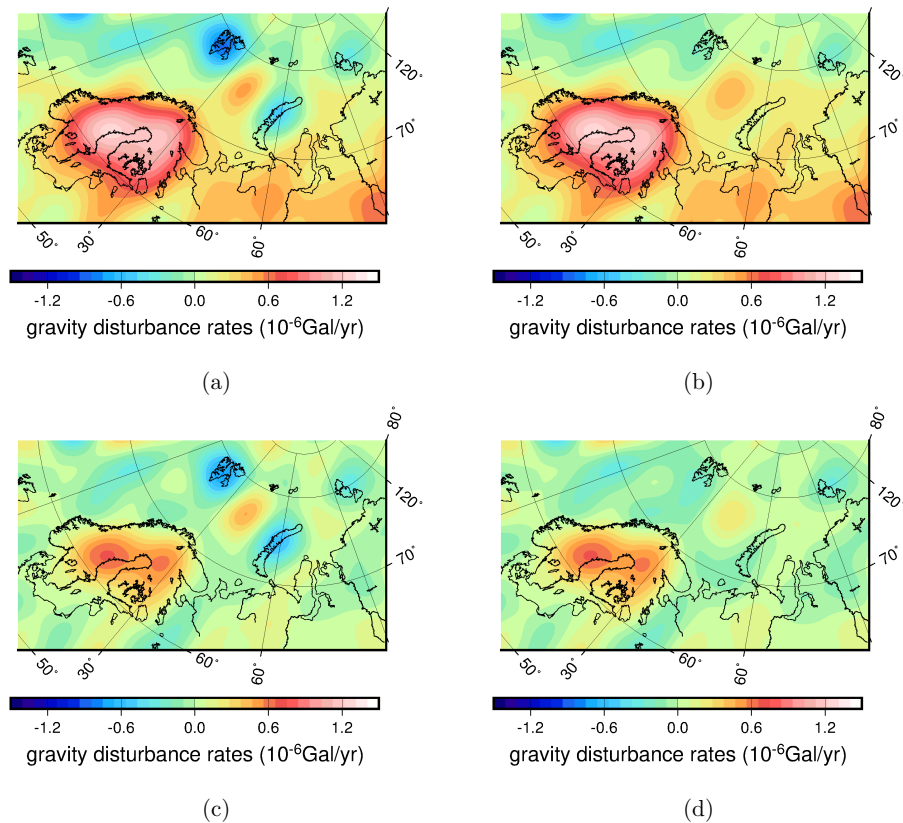 120° 120°
70° 70°
50° 30° 60° 60° 50° 30° 60° 60°
-1.2 -0.6 0.0 0.6 1.2 -1.2 -0.6 0.0 0.6 1.2
gravity disturbance rates (10-6Gal/yr) gravity disturbance rates (10-6Gal/yr)
(a) (b)
80° 80°
120° 120°
70° 70°
50° 30° 60° 60° 50° 30° 60° 60°
-1.2 -0.6 0.0 0.6 1.2 -1.2 -0.6 0.0 0.6 1.2
gravity disturbance rates (10-6Gal/yr) gravity disturbance rates (10-6Gal/yr)
(c) (d)